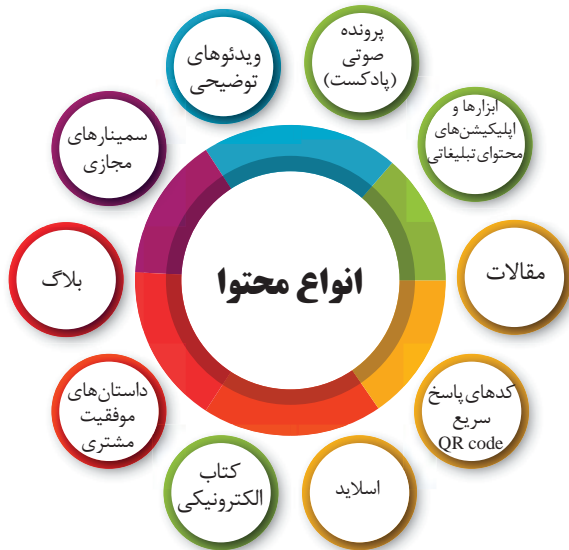 انواع محتوا
پرونده
صوتی
(پادکست)
ابزارها و
اپلیکیشن‌های
محتوای تبلیغاتی
مقالات
کدهای پاسخ
سریع
QR code
اسلاید
کتاب
الکترونیکی
داستان‌های
موفقیت
مشتری
بلاگ
سمینارهای
مجازی
ویدئوهای
توضیحی